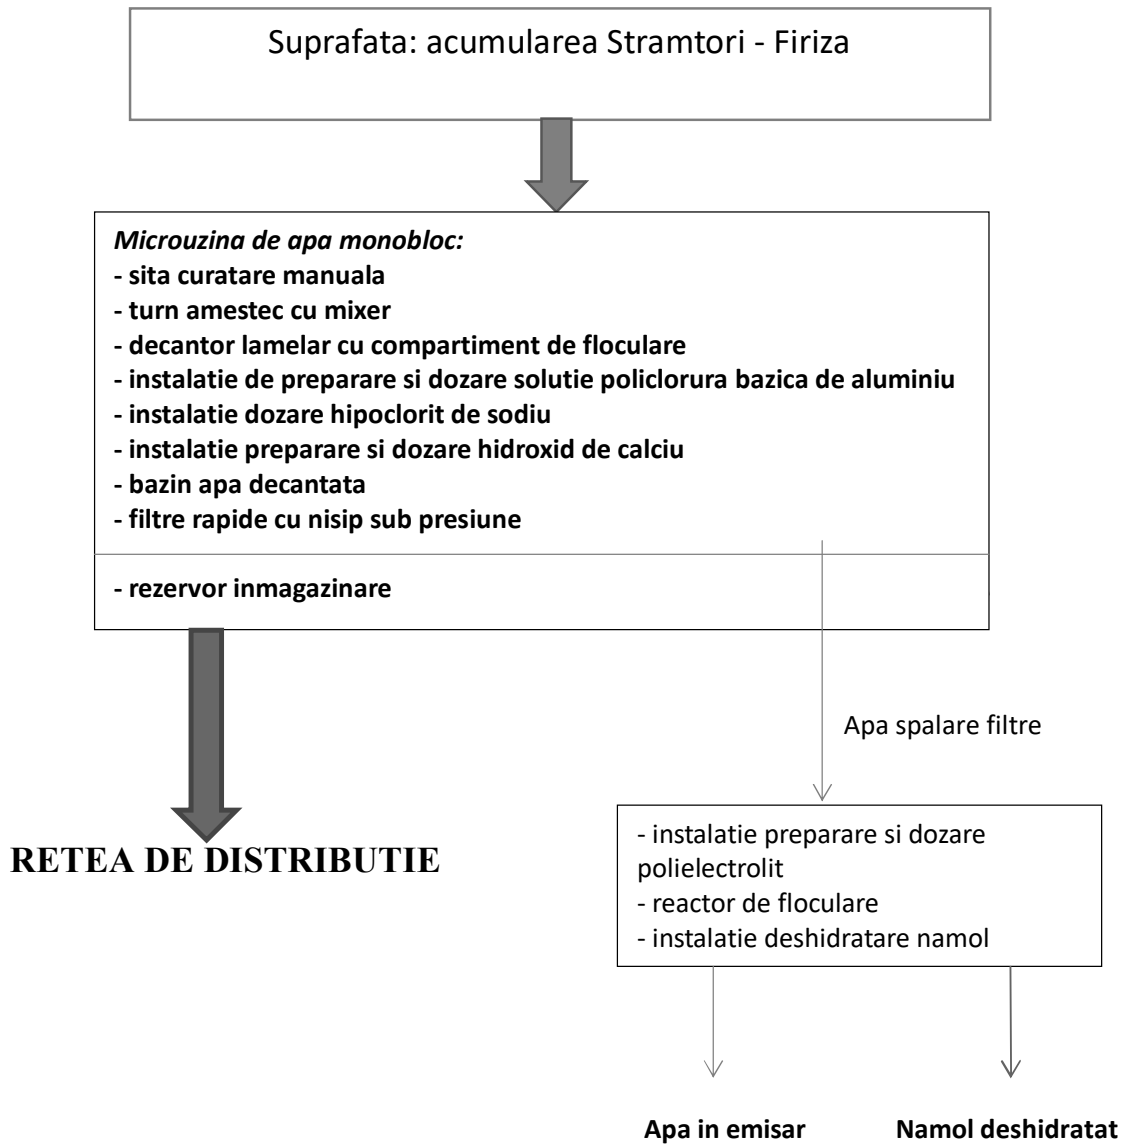 Suprafata: acumularea Stramtori - Firiza
Microuzina de apa monobloc:
- sita curatare manuala
- turn amestec cu mixer
- decantor lamelar cu compartiment de floculare
- instalatie de preparare si dozare solutie policlorura bazica de aluminiu
- instalatie dozare hipoclorit de sodiu
- instalatie preparare si dozare hidroxid de calciu
- bazin apa decantata
- filtre rapide cu nisip sub presiune
- rezervor inmagazinare
Apa spalare filtre
RETEA DE DISTRIBUTIE
- instalatie preparare si dozare
polielectrolit
- reactor de floculare
- instalatie deshidratare namol
Apa in emisar
Namol deshidratat